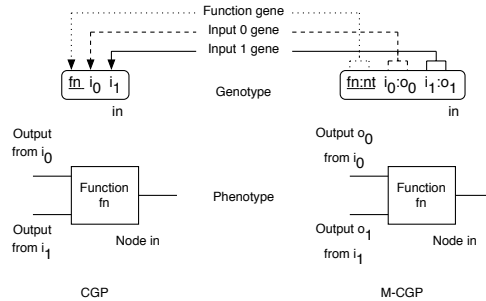 Function gene
Input 0 gene
Input 1 gene
fn i0 i1
fn:nt i0:o0 i1:o1
Genotype
in
in
Output
from i0
Output o0
from i0
Function
fn
Phenotype
Function
fn
Output
from i1
Node in
Output o1
from i1
Node in
CGP
M-CGP